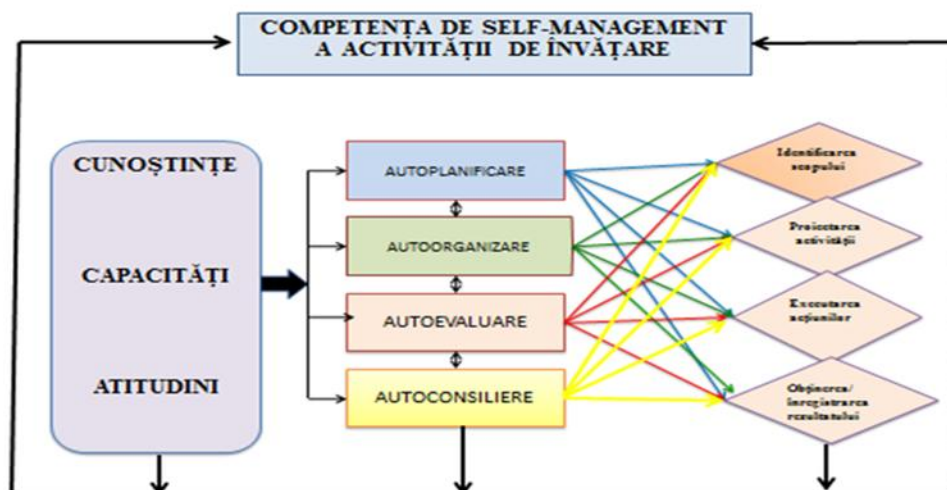 COMPETENȚA DE SELF-MANAGEMENT
A ACTIVITĂȚII DE ÎNVĂȚARE
CUNOȘTINȚE
CAPACITĂȚI
ATITUDINI
AUTOPLANIFICARE
AUTOORGANIZARE
AUTOEVALUARE
AUTOCONSILIERE
Identificarea
scopului
Proiectarea
activității
Executarea
acțiunilor
Obținerea/
înregistrarea
rezultatului